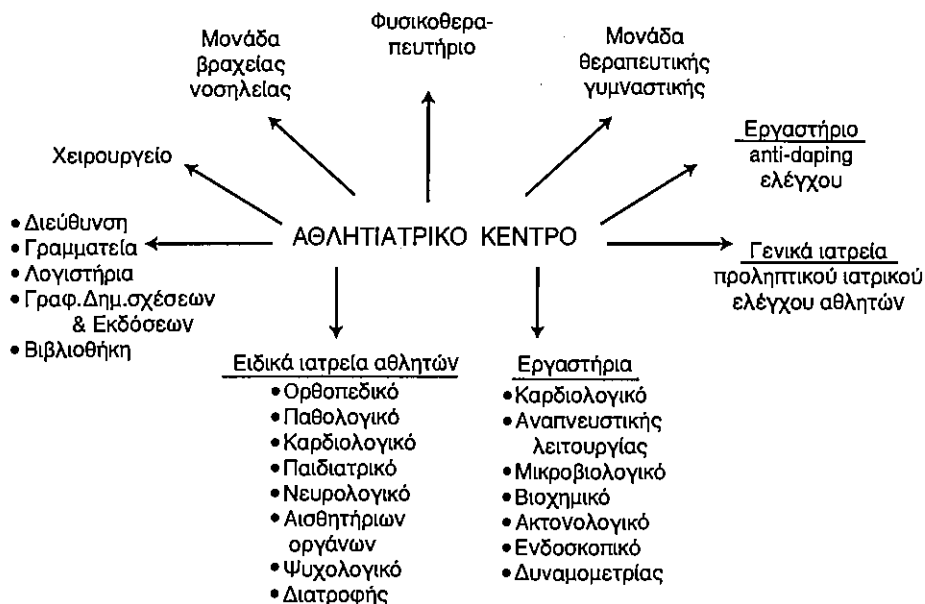 Φυσικοθερα-
πευτήριο
Μονάδα
βραχείας
νοσηλείας
Μονάδα
θεραπευτικής
γυμναστικής
Χειρουργείο
Εργαστήριο
anti-daping
ελέγχου
• Διεύθυνση
• Γραμματεία
• Λογιστήρια
• Γραφ.Δημ.σχέσεων
& Εκδόσεων
• Βιβλιοθήκη
ΑΘΛΗΤΙΑΤΡΙΚΟ ΚΕΝΤΡΟ
Γενικά ιατρεία
προληπτικού ιατρικού
ελέγχου αθλητών
Ειδικά ιατρεία αθλητών
• Ορθοπεδικό
• Παθολογικό
• Καρδιολογικό
• Παιδιατρικό
• Νευρολογικό
• Αισθητήριων
οργάνων
• Ψυχολογικό
• Διατροφής
Εργαστήρια
• Καρδιολογικό
• Αναπνευστικής
λειτουργίας
• Μικροβιολογικό
• Βιοχημικό
• Ακτονολογικό
• Ενδοσκοπικό
• Δυναμομετρίας